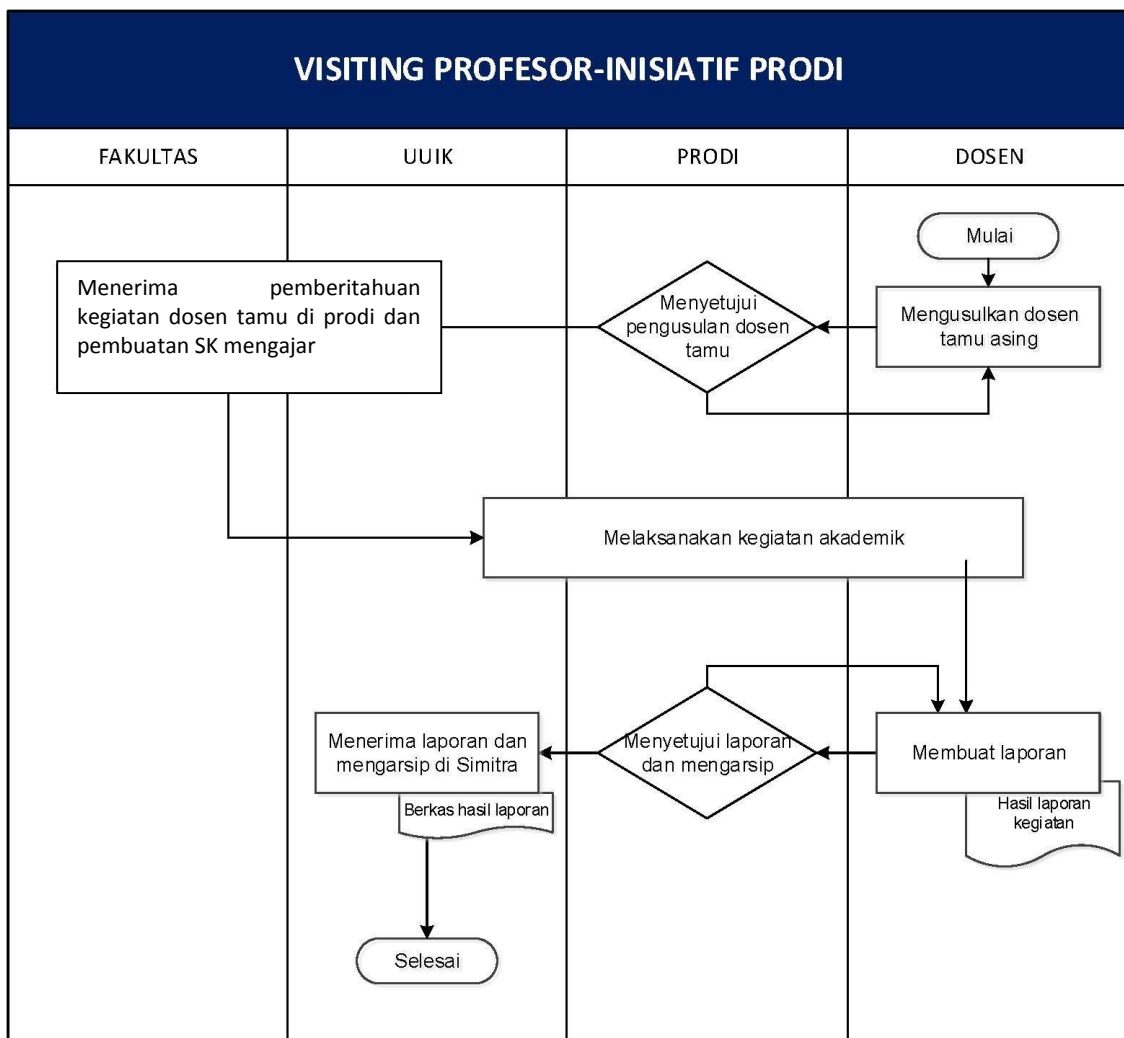 VISITING PROFESOR-INISIATIF PRODI
FAKULTAS
UUIK
PRODI
DOSEN
Mulai
Mengusulkan dosen
tamu asing
Menyetujui
pengusulan dosen
tamu
Menerima pemberitahuan
kegiatan dosen tamu di prodi dan
pembuatan SK mengajar
Melaksanakan kegiatan akademik
Membuat laporan
Hasil laporan
kegiatan
Menyetujui laporan
dan mengarsip
Menerima laporan dan
mengarsip di Simitra
Berkas hasil laporan
Selesai